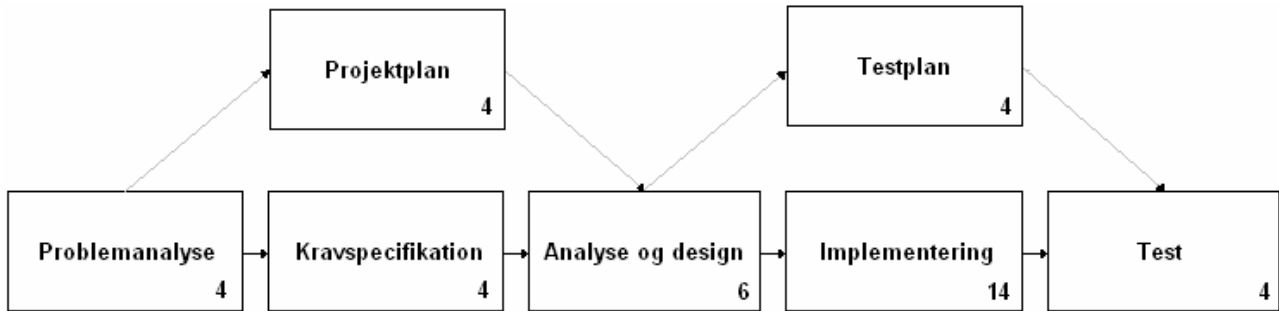 Projektplan
4
Testplan
4
Problemanalyse
4
Kravspecifikation
4
Analyse og design
6
Implementering
14
Test
4